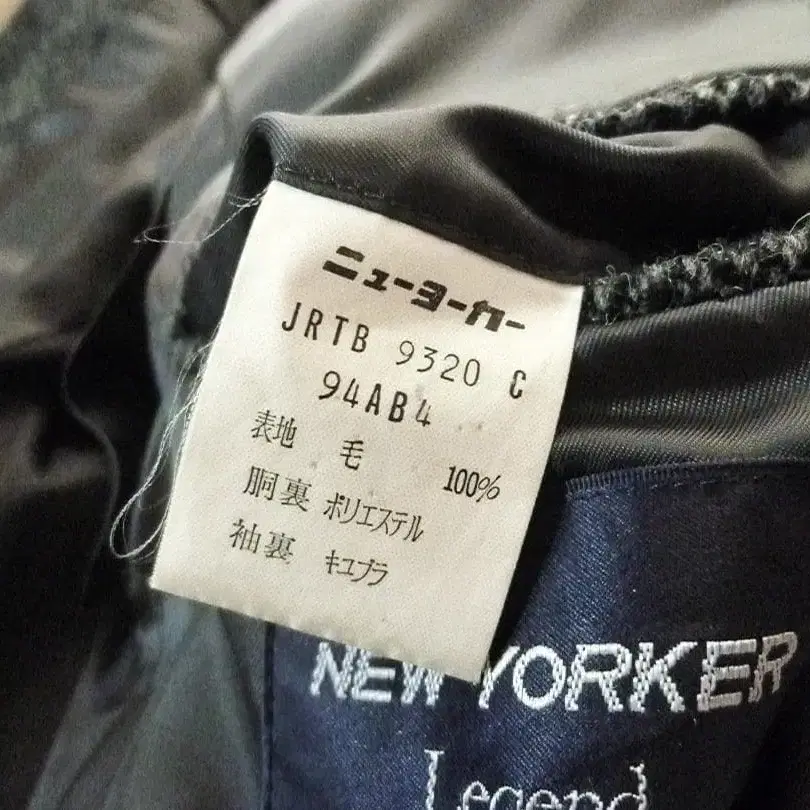 ニューヨーカー
JRTB 9320 C
94AB4
表地 毛 100%
胴裏 ポリエステル
袖裏 キユプラ
NEW YORKER
Legend